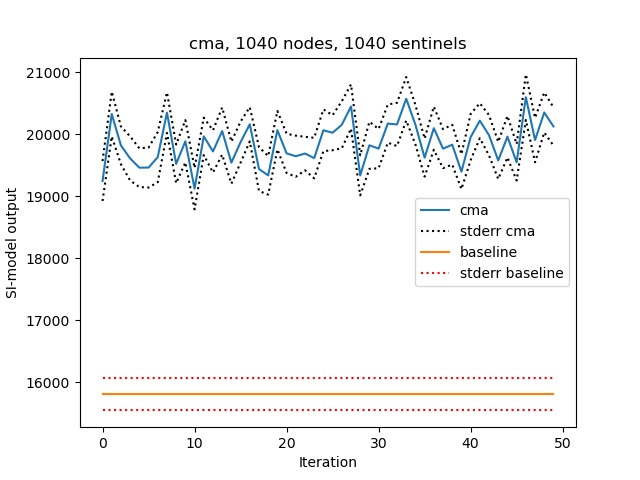 cma, 1040 nodes, 1040 sentinels
21000
20000
19000
18000
17000
16000
SI-model output
cma
stderr cma
baseline
stderr baseline
0 10 20 30 40 50
Iteration